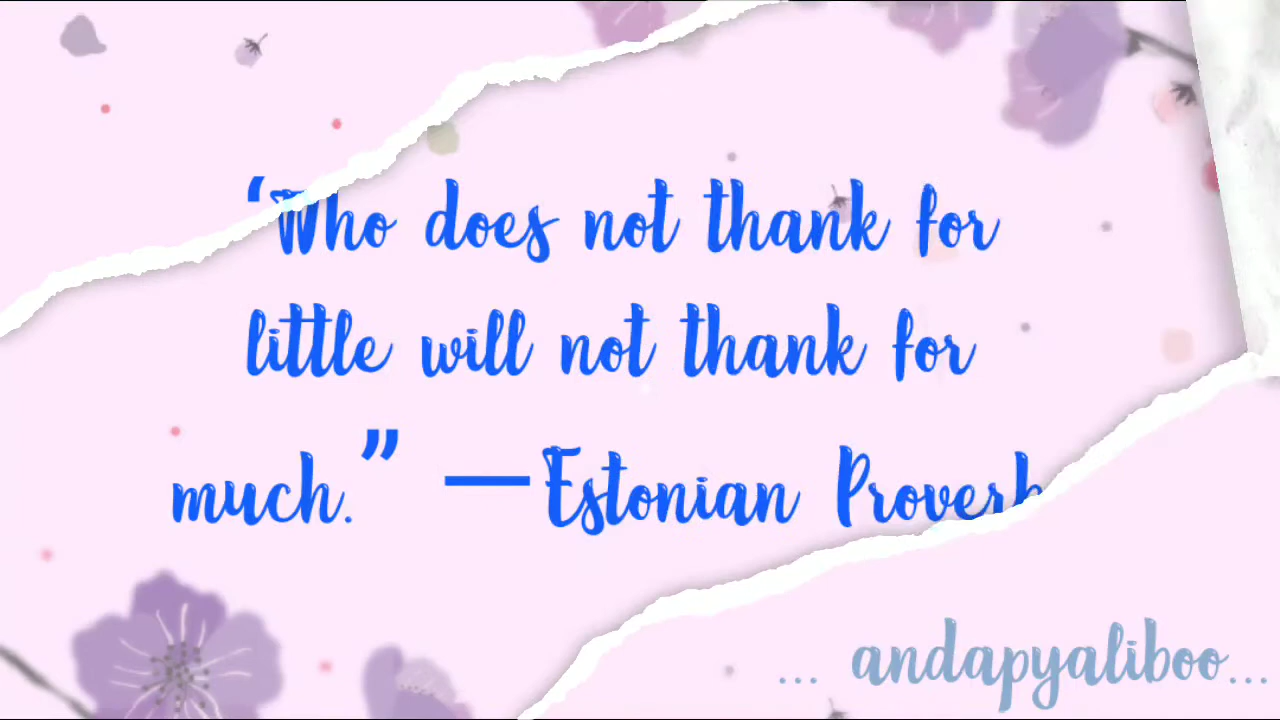 ‘Who does not thank for
little will not thank for
much.” —Estonian Proverb
... andapyaliboo...